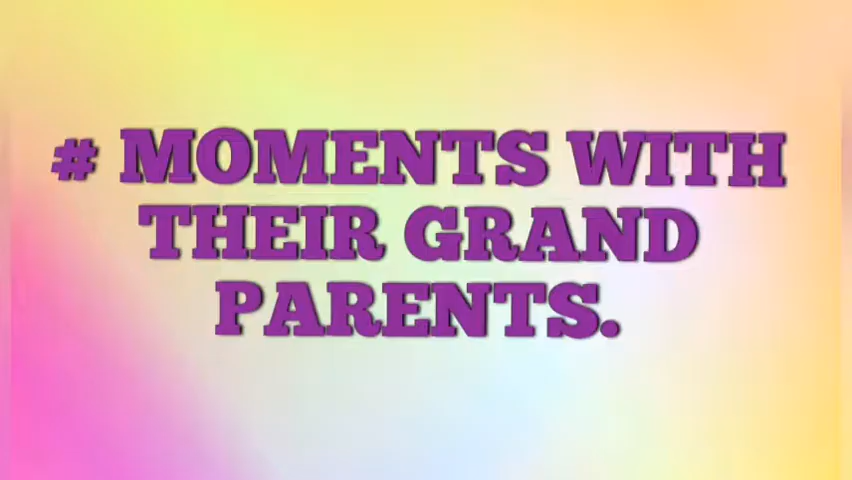 # MOMENTS WITH
THEIR GRAND
PARENTS.